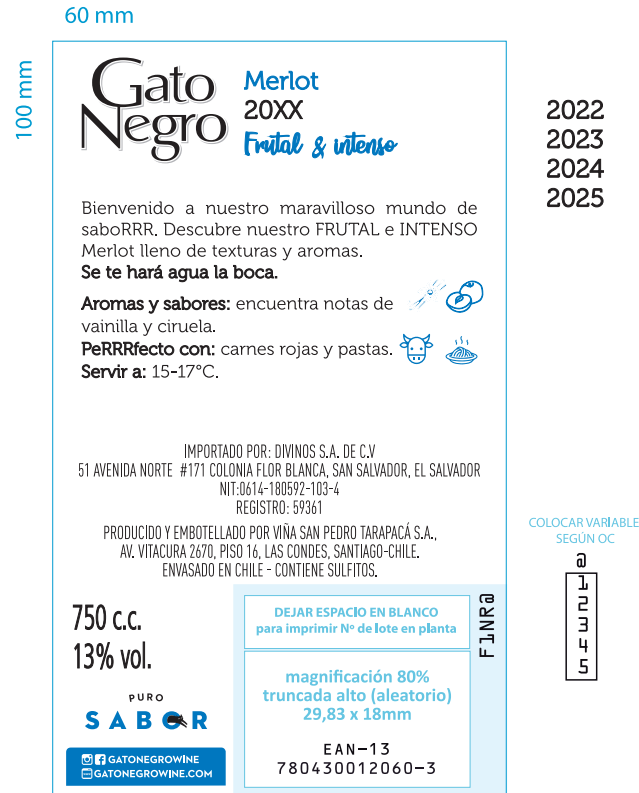 60 mm
100 mm
Gato
Negro
Merlot
20XX
Frutal & intenso
2022
2023
2024
2025
Bienvenido a nuestro maravilloso mundo de
saboRRR. Descubre nuestro FRUTAL e INTENSO
Merlot lleno de texturas y aromas.
Se te hará agua la boca.
Aromas y sabores: encuentra notas de
vainilla y ciruela.
PeRRRfecto con: carnes rojas y pastas.
Servir a: 15-17°C.
IMPORTADO POR: DIVINOS S.A. DE C.V
51 AVENIDA NORTE #171 COLONIA FLOR BLANCA, SAN SALVADOR, EL SALVADOR
NIT:0614-180592-103-4
REGISTRO: 59361
PRODUCIDO Y EMBOTELLADO POR VIÑA SAN PEDRO TARAPACÁ S.A.,
AV. VITACURA 2670, PISO 16, LAS CONDES, SANTIAGO-CHILE.
ENVASADO EN CHILE - CONTIENE SULFITOS.
COLOCAR VARIABLE
SEGÚN OC
@
1
2
3
4
5
750 c.c.
13% vol.
PURO
SABOR
GATONEGROWINE
GATONEGROWINE.COM
DEJAR ESPACIO EN BLANCO
para imprimir Nº de lote en planta
F1NR@
magnificación 80%
truncada alto (aleatorio)
29,83 x 18mm
EAN-13
780430012060-3